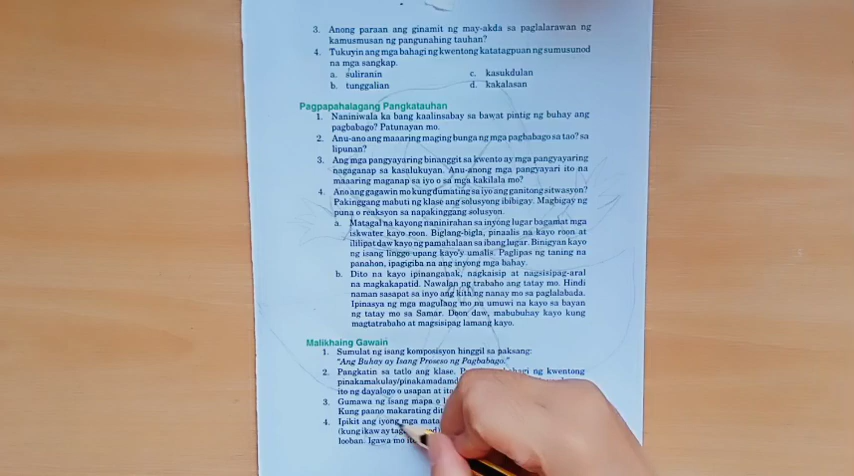 3. Anong paraan ang ginamit ng may-akda sa paglalarawan ng
kamusmusan ng pangunahing tauhan?
4. Tukuyin ang mga bahagi ng kwentong katatagpuan ng sumusunod
na mga sangkap.
a. suliranin c. kasukdulan
b. tunggalian d. kakalasan
Pagpapahalagang Pangkatauhan
1. Naniniwala ka bang kaalinsabay sa bawat pintig ng buhay ang
pagbabago? Patunayan mo.
2. Anu-ano ang maaaring maging bunga ng mga pagbabago sa tao? sa
lipunan?
3. Ang mga pangyayaring binanggit sa kwento ay mga pangyayaring
nagaganap sa kasalukuyan. Anu-anong mga pangyayari ito na
maaaring maganap sa iyo o sa mga kakilala mo?
4. Ano ang gagawin mo kung dumating sa iyo ang ganitong sitwasyon?
Pakinggang mabuti ng klase ang solusyong ibibigay. Magbigay ng
puna o reaksyon sa napakinggang solusyon.
a. Matagal na kayong naninirahan sa inyong lugar bagamat mga
iskwater kayo roon. Biglang-bigla, pinaalis na kayo roon at
ililipat daw kayo ng pamahalaan sa ibang lugar. Binigyan kayo
ng isang linggo upang kayo'y umalis. Paglipas ng taning na
panahon, ipagigiba na ang inyong mga bahay.
b. Dito na kayo ipinanganak, nagkaisip at nagsisipag-aral
na magkakapatid. Nawalan ng trabaho ang tatay mo. Hindi
naman sasapat sa inyo ang kita ng nanay mo sa paglalabada.
Ipinasya ng mga magulang mo na umuwi na kayo sa bayan
ng tatay mo sa Samar. Doon daw, mabubuhay kayo kung
magtatrabaho at magsisipag lamang kayo.
Malikhaing Gawain
1. Sumulat ng isang komposisyon hinggil sa paksang:
"Ang Buhay ay Isang Proseso ng Pagbabago."
2. Pangkatin sa tatlo ang klase. ng kwentong
pinakamakulay/pinakamadamd
ito ng dayalogo o usapan at
3. Gumawa ng isang mapa o
Kung paano makarating
4. Ipikit ang iyong mga mata
(kung ikaw ay
looban. Igawa mo